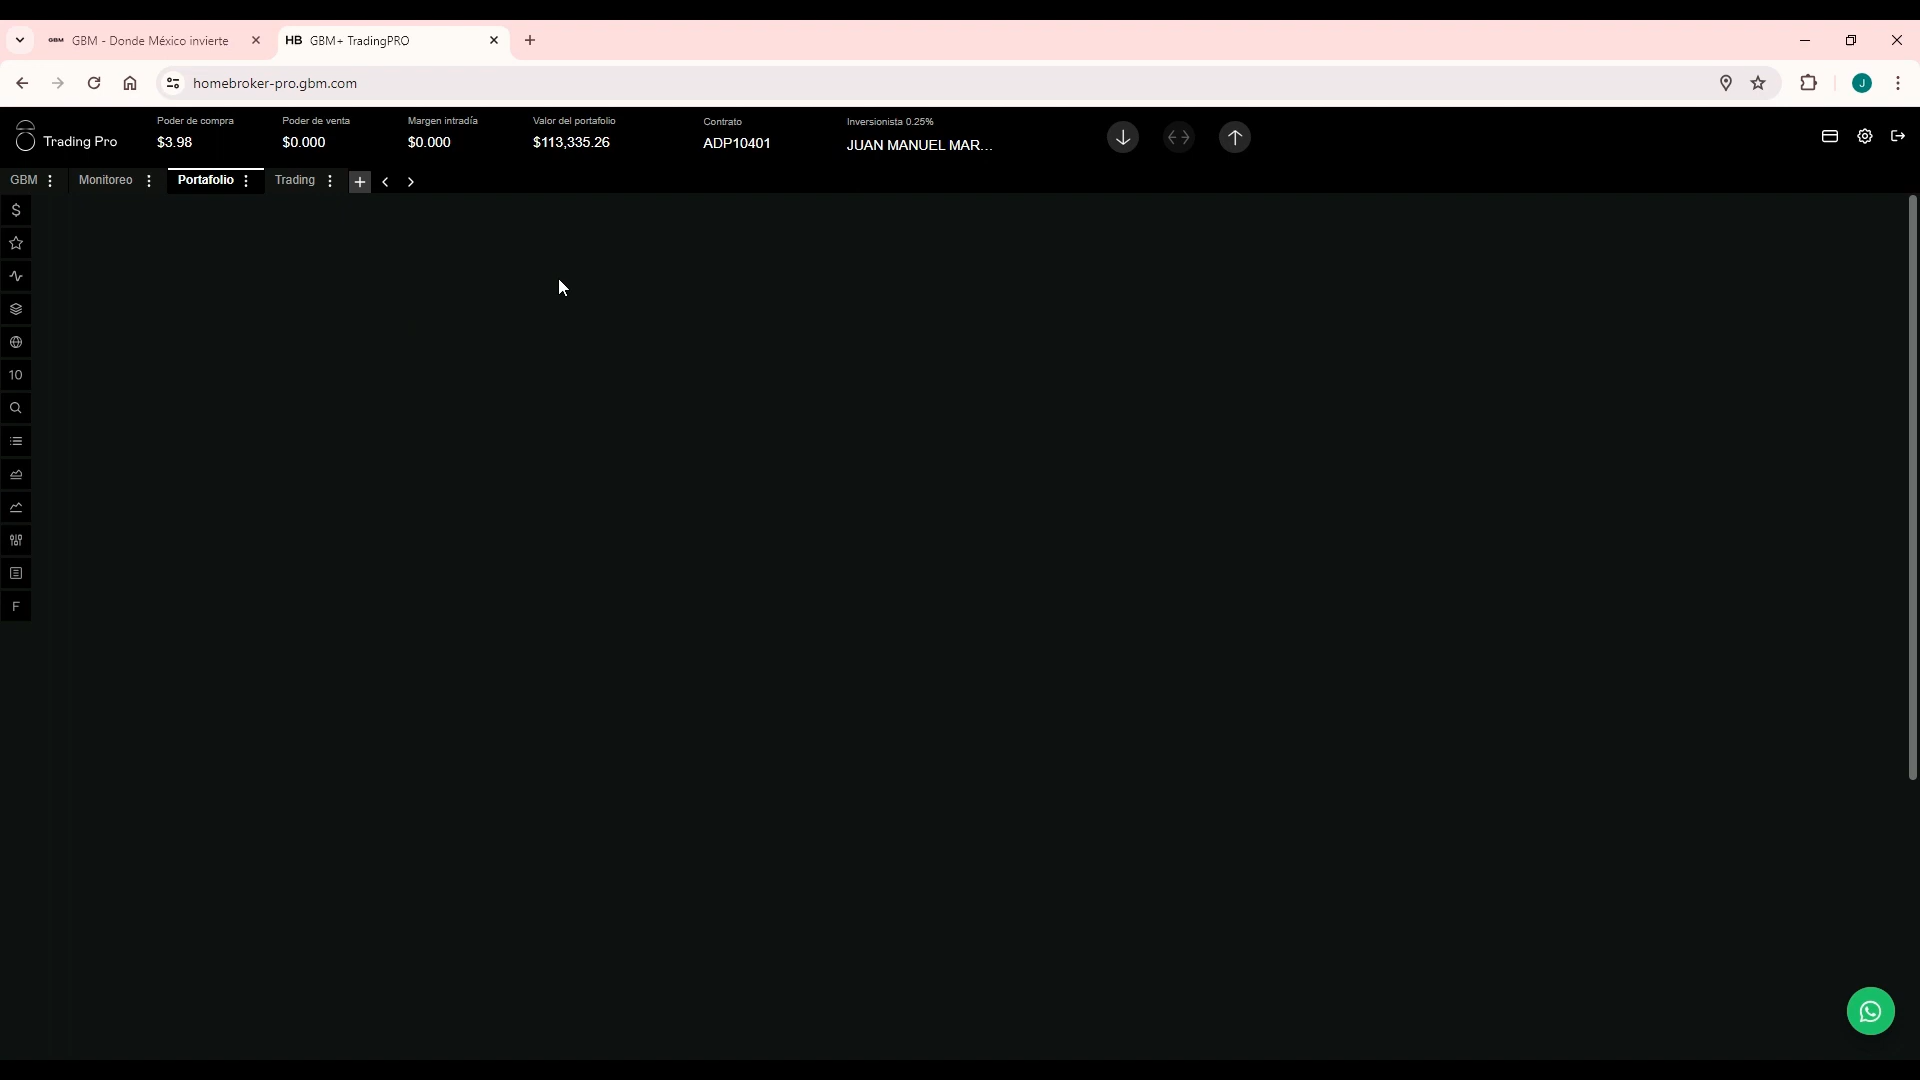 GBM GBM - Donde México invierte
HB GBM+ TradingPRO
homebroker-pro.gbm.com
J
Trading Pro
Poder de compra
$3.98
Poder de venta
$0.000
Margen intradía
$0.000
Valor del portafolio
$113,335.26
Contrato
ADP10401
Inversionista 0.25%
JUAN MANUEL MAR...
GBM Monitoreo Portafolio Trading
$
10
F